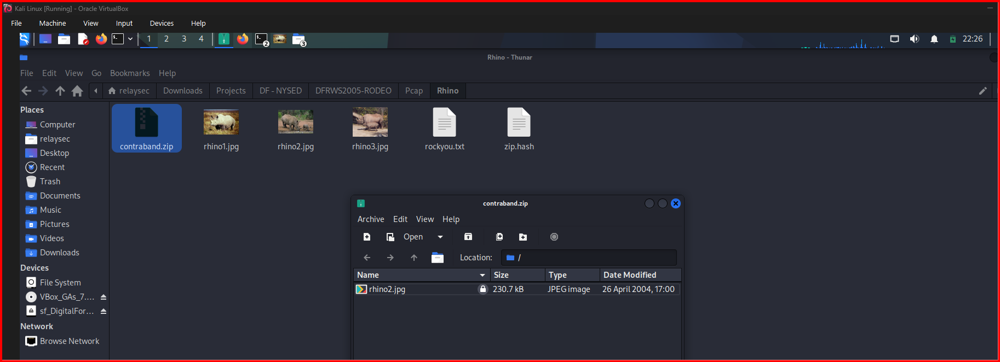 Kali Linux [Running] - Oracle VirtualBox
File Machine View Input Devices Help
1 2 3 4 2 3 22:26
Rhino - Thunar
File Edit View Go Bookmarks Help
relaysec Downloads Projects DF - NYSED DFRWS2005-RODEO Pcap Rhino
Places
Computer
relaysec
Desktop
Recent
Trash
Documents
Music
Pictures
Videos
Downloads
Devices
File System
VBox_GAs_7....
sf_DigitalFor...
Network
Browse Network
contraband.zip rhino1.jpg rhino2.jpg rhino3.jpg rockyou.txt zip.hash
contraband.zip
Archive Edit View Help
Open
Location: /
Name Size Type Date Modified
rhino2.jpg 230.7 kB JPEG image 26 April 2004, 17:00